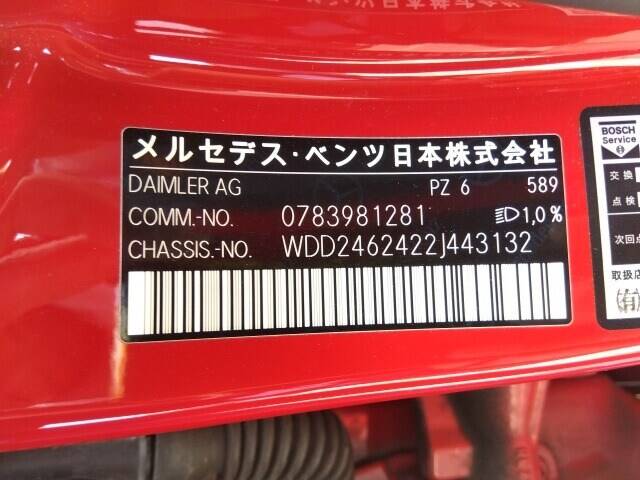 メルセデス・ベンツ日本株式会社
DAIMLER AG PZ 6 589
COMM.-NO. 0783981281 1,0%
CHASSIS.-NO. WDD2462422J443132
BOSCH
Service
交換
点検
次回点
取扱店
(有)